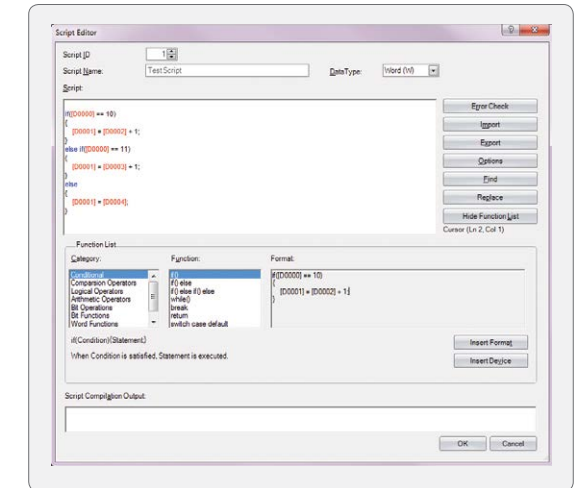 Script Editor
Script ID 1
Script Name: TestScript DataType: Word (W)
Script:
if([D0000] == 10)
{
[D0001] = [D0002] + 1;
}
else if([D0000] == 11)
{
[D0001] = [D0003] + 1;
}
else
{
[D0001] = [D0004];
}
Error Check
Import
Export
Options
Find
Replace
Hide Function List
Cursor (Ln 2, Col 1)
Function List
Category: Function: Format:
Conditional
Comparsion Operators
Logical Operators
Arithmetic Operators
Bit Operations
Bit Functions
Word Functions
if()
if() else
if() else if() else
while()
break
return
switch case default
if([D0000] == 10)
{
[D0001] = [D0002] + 1;
}
if(Condition){Statement}
When Condition is satisfied, Statement is executed.
Insert Format
Insert Device
Script Compilation Output:
OK Cancel